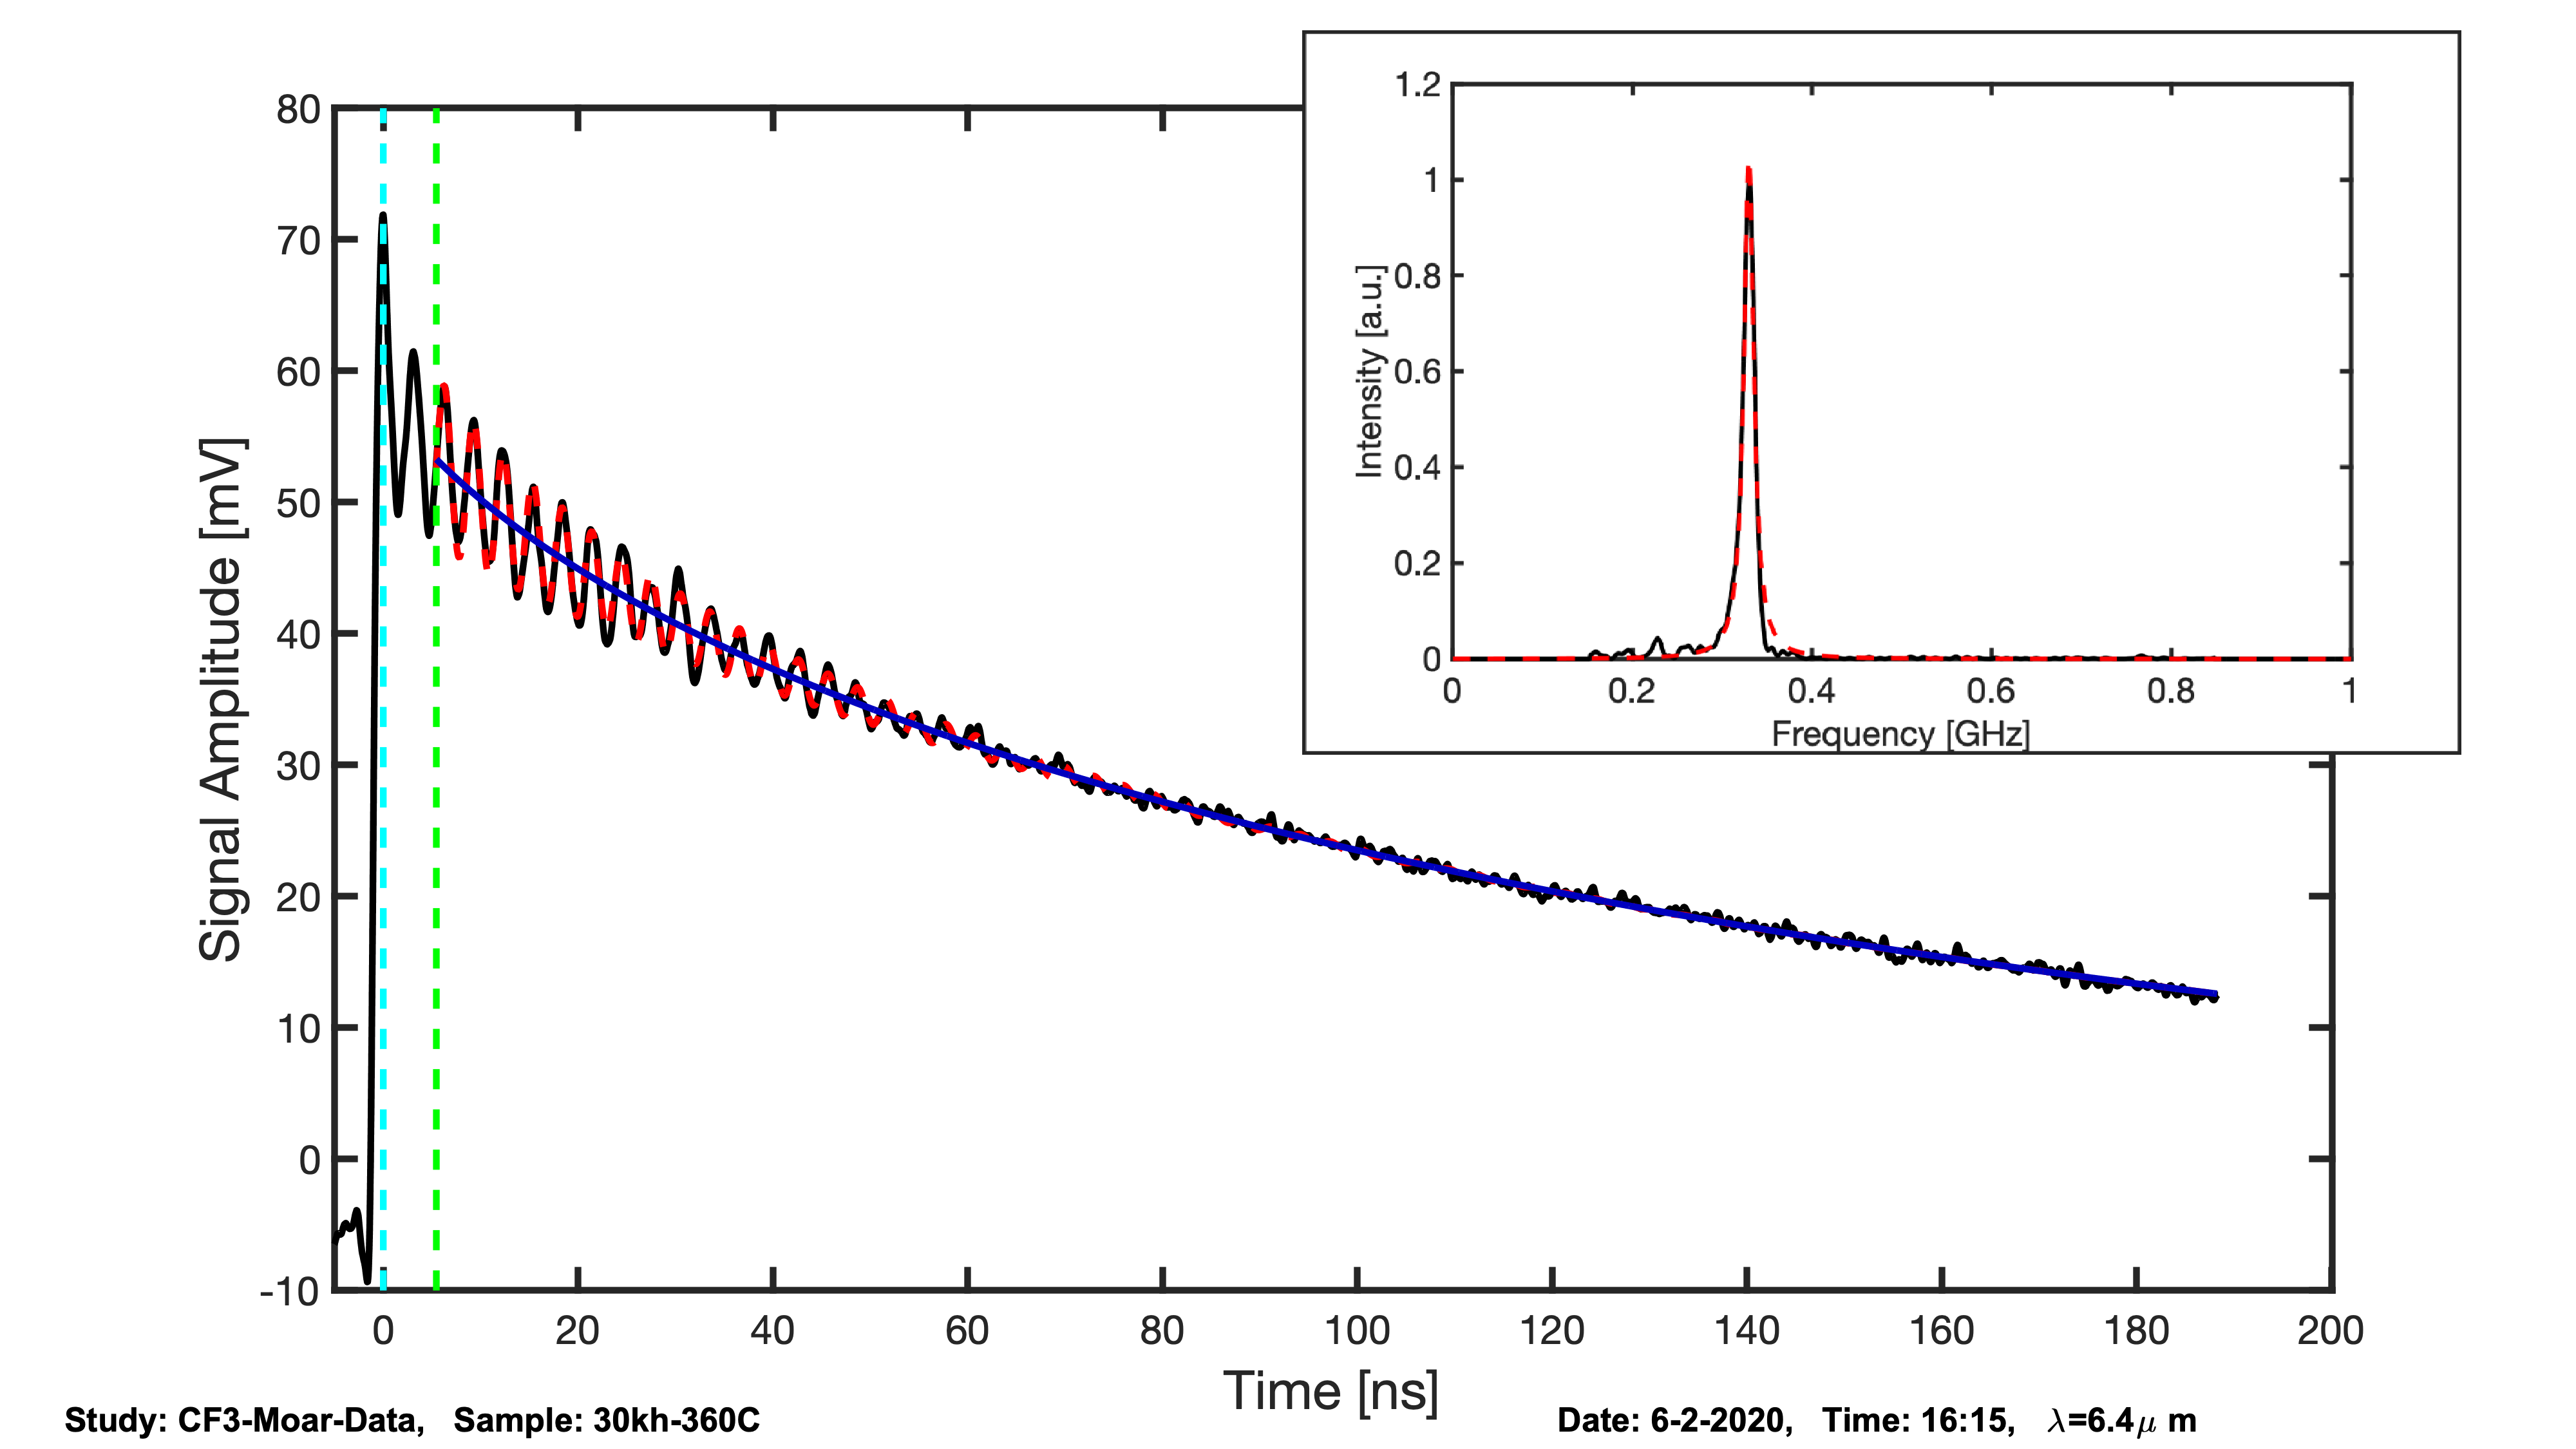 1.2
1
0.8
0.6
0.4
0.2
0
0 0.2 0.4 0.6 0.8 1
Intensity [a.u.]
Frequency [GHz]
80
70
60
50
40
30
20
10
0
-10
Signal Amplitude [mV]
0 20 40 60 80 100 120 140 160 180 200
Time [ns]
Study: CF3-Moar-Data, Sample: 30kh-360C
Date: 6-2-2020, Time: 16:15, λ=6.4μ m